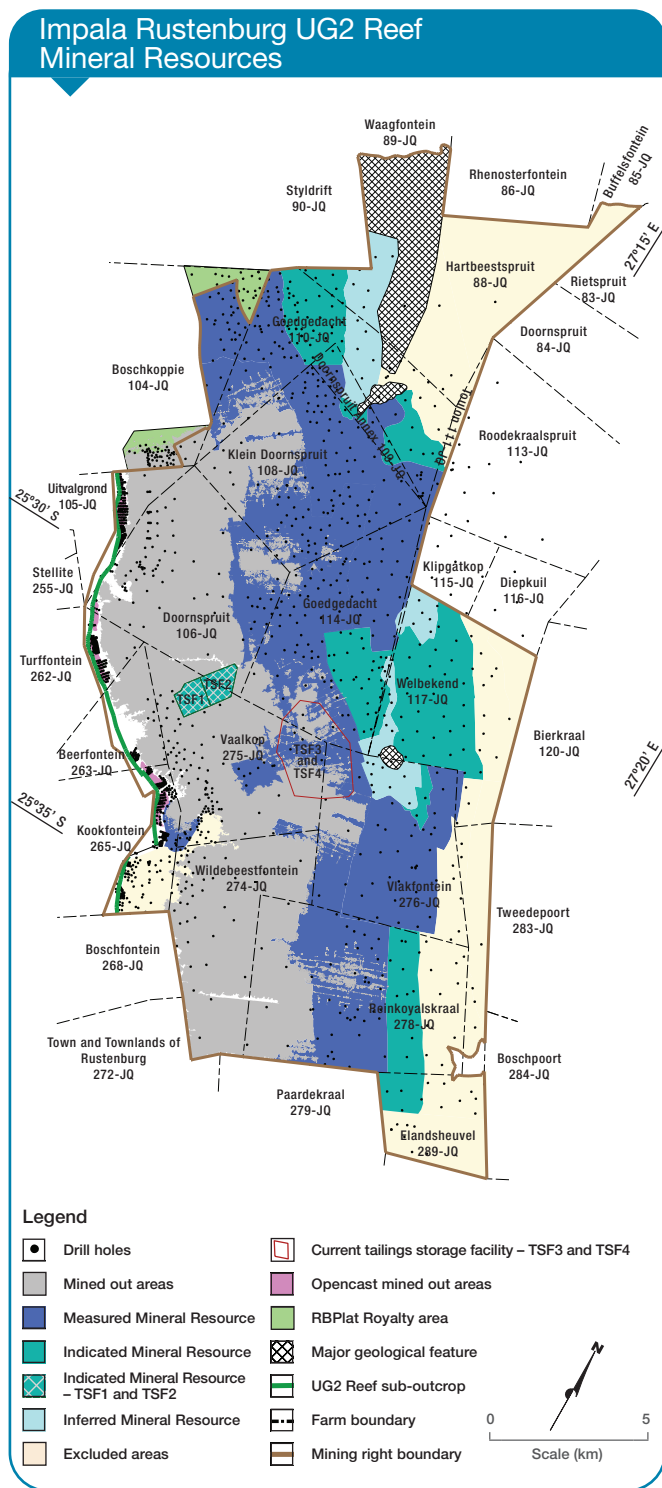 Impala Rustenburg UG2 Reef
Mineral Resources
Waagfontein
89-JQ
Buffelsfontein
85-JQ
Rhenosterfontein
86-JQ
Styldrift
90-JQ
27°15' E
Hartbeestspruit
88-JQ
Rietspruit
83-JQ
Goedgedacht
110-JQ
Doornspruit
84-JQ
Boschkoppie
104-JQ
Doornspruit Annex 109-JQ
Toulon 111-JQ
Roodekraalspruit
113-JQ
Klein Doornspruit
108-JQ
Uitvalgrond
105-JQ
25°30' S
Klipgatkop
115-JQ
Diepkuil
116-JQ
Stellite
255-JQ
Goedgedacht
114-JQ
Doornspruit
106-JQ
Turffontein
262-JQ
TSF1
TSF2
Welbekend
117-JQ
Vaalkop
275-JQ
TSF3
and
TSF4
Bierkraal
120-JQ
Beerfontein
263-JQ
27°20' E
25°35' S
Kookfontein
265-JQ
Wildebeestfontein
274-JQ
Vlakfontein
276-JQ
Tweedepoort
283-JQ
Boschfontein
268-JQ
Reinkoyalskraal
278-JQ
Town and Townlands of
Rustenburg
272-JQ
Boschpoort
284-JQ
Paardekraal
279-JQ
Elandsheuvel
289-JQ
Legend
Drill holes
Mined out areas
Measured Mineral Resource
Indicated Mineral Resource
Indicated Mineral Resource
– TSF1 and TSF2
Inferred Mineral Resource
Excluded areas
Current tailings storage facility – TSF3 and TSF4
Opencast mined out areas
RBPlat Royalty area
Major geological feature
UG2 Reef sub-outcrop
Farm boundary
Mining right boundary
N
0 5
Scale (km)